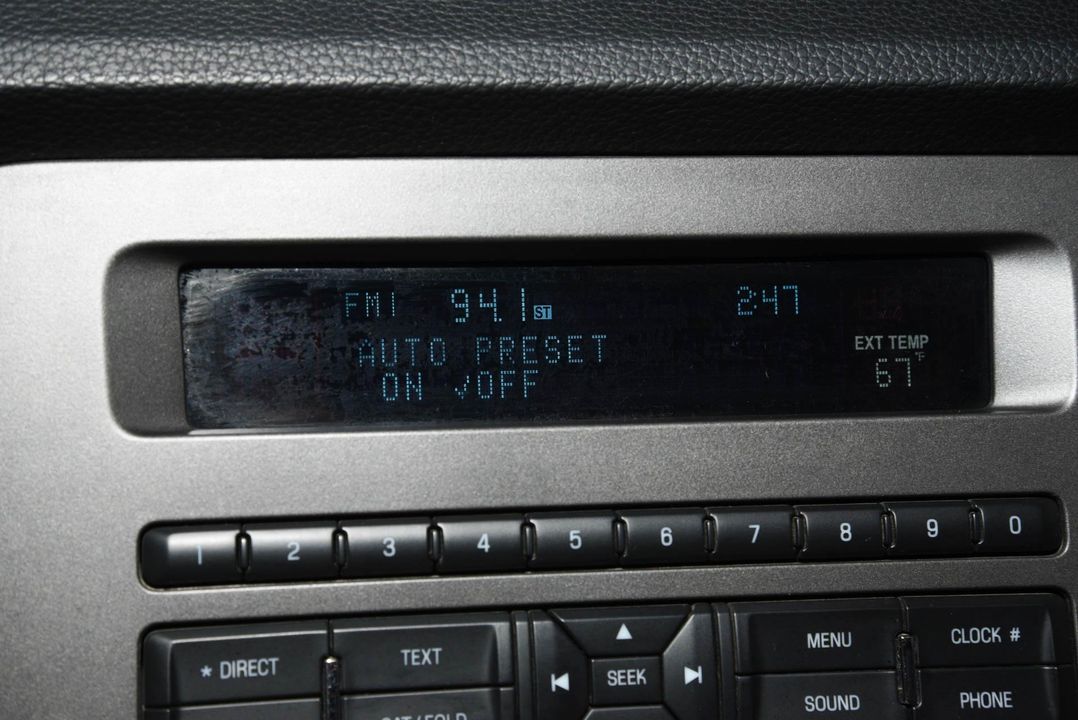 FM1 94.1 ST 2:47
AUTO PRESET
ON ✓OFF
EXT TEMP
67°F
1 2 3 4 5 6 7 8 9 0
* DIRECT TEXT
SEEK
MENU CLOCK #
SOUND PHONE